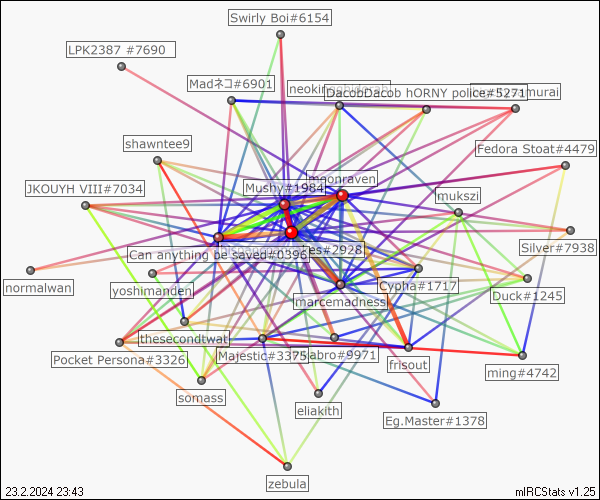 Swirly Boi#6154
LPK2387 #7690
Madネコ#6901
DacobDacob hORNY police#5271
shawntee9
Fedora Stoat#4479
moonraven
JKOUYH VIII#7034
Mushy#1984
mukszi
Silver#7938
Can anything be saved#0396
es#2928
normalwan
yoshimanden
Cypha#1717
Duck#1245
marcemadness
thesecondtwat
Pocket Persona#3326
Majestic#3375
abro#9971
frisout
ming#4742
somass
eliakith
Eg.Master#1378
zebula
23.2.2024 23:43
mIRCStats v1.25